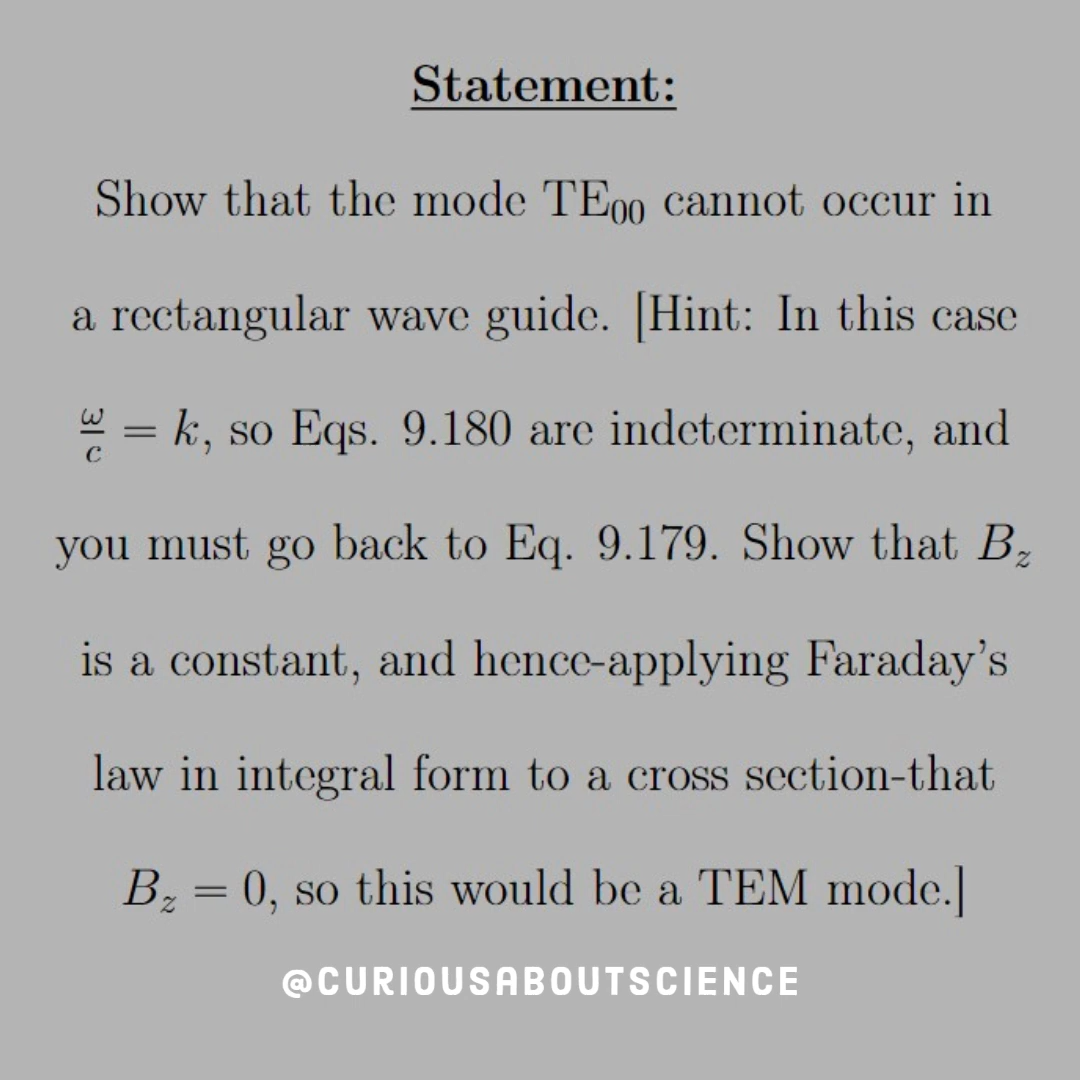 Statement:
Show that the mode TE₀₀ cannot occur in
a rectangular wave guide. [Hint: In this case
ω/c = k, so Eqs. 9.180 are indeterminate, and
you must go back to Eq. 9.179. Show that B_z
is a constant, and hence-applying Faraday's
law in integral form to a cross section-that
B_z = 0, so this would be a TEM mode.]
@CURIOUSABOUTSCIENCE